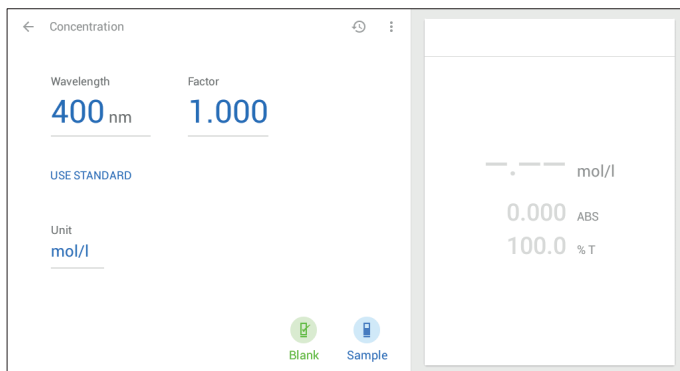 Concentration
Wavelength Factor
400 nm 1.000
USE STANDARD
Unit
mol/l
Blank Sample
-.-- mol/l
0.000 ABS
100.0 % T